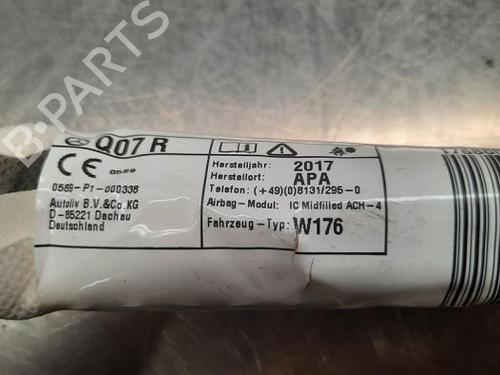 B-PARTS
Q07 R
CE 0589
0589-P1-000338
Autoliv B.V.&Co.KG
D-85221 Dachau
Deutschland
Herstelljahr: 2017
Herstellort: APA
Telefon: (+49)(0)8131/295-0
Airbag-Modul: IC Midfilled ACH-4
Fahrzeug-Typ: W176